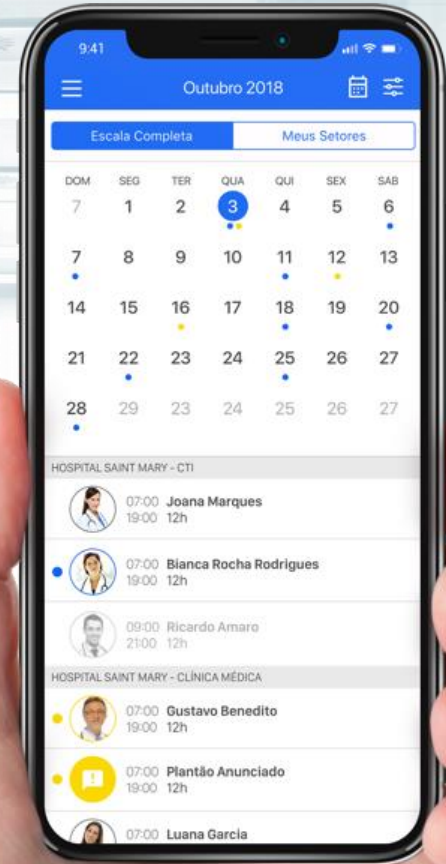 9:41
Outubro 2018
Escala Completa Meus Setores
DOM SEG TER QUA QUI SEX SAB
7 1 2 3 4 5 6
7 8 9 10 11 12 13
14 15 16 17 18 19 20
21 22 23 24 25 26 27
28 29 23 24 25 26 27
HOSPITAL SAINT MARY - CTI
07:00 Joana Marques
19:00 12h
07:00 Bianca Rocha Rodrigues
19:00 12h
09:00 Ricardo Amaro
21:00 12h
HOSPITAL SAINT MARY - CLÍNICA MÉDICA
07:00 Gustavo Benedito
19:00 12h
07:00 Plantão Anunciado
19:00 12h
07:00 Luana Garcia